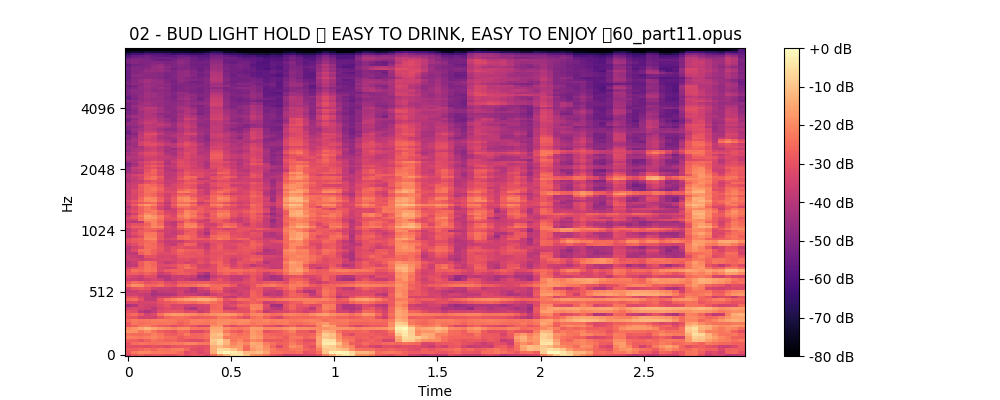 02 - BUD LIGHT HOLD ▯ EASY TO DRINK, EASY TO ENJOY ▯60_part11.opus
Hz
4096
2048
1024
512
0
0 0.5 1 1.5 2 2.5
Time
+0 dB
-10 dB
-20 dB
-30 dB
-40 dB
-50 dB
-60 dB
-70 dB
-80 dB